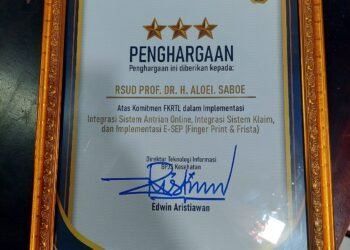 PENGHARGAAN
Penghargaan ini diberikan kepada:
RSUD PROF. DR. H. ALOEI. SABOE
Atas Komitmen FKRTL dalam Implementasi
Integrasi Sistem Antrian Online, Integrasi Sistem Klaim,
dan Implementasi E-SEP (Finger Print & Frista)
Direktur Teknologi Informasi
BPJS Kesehatan
Edwin Aristiawan